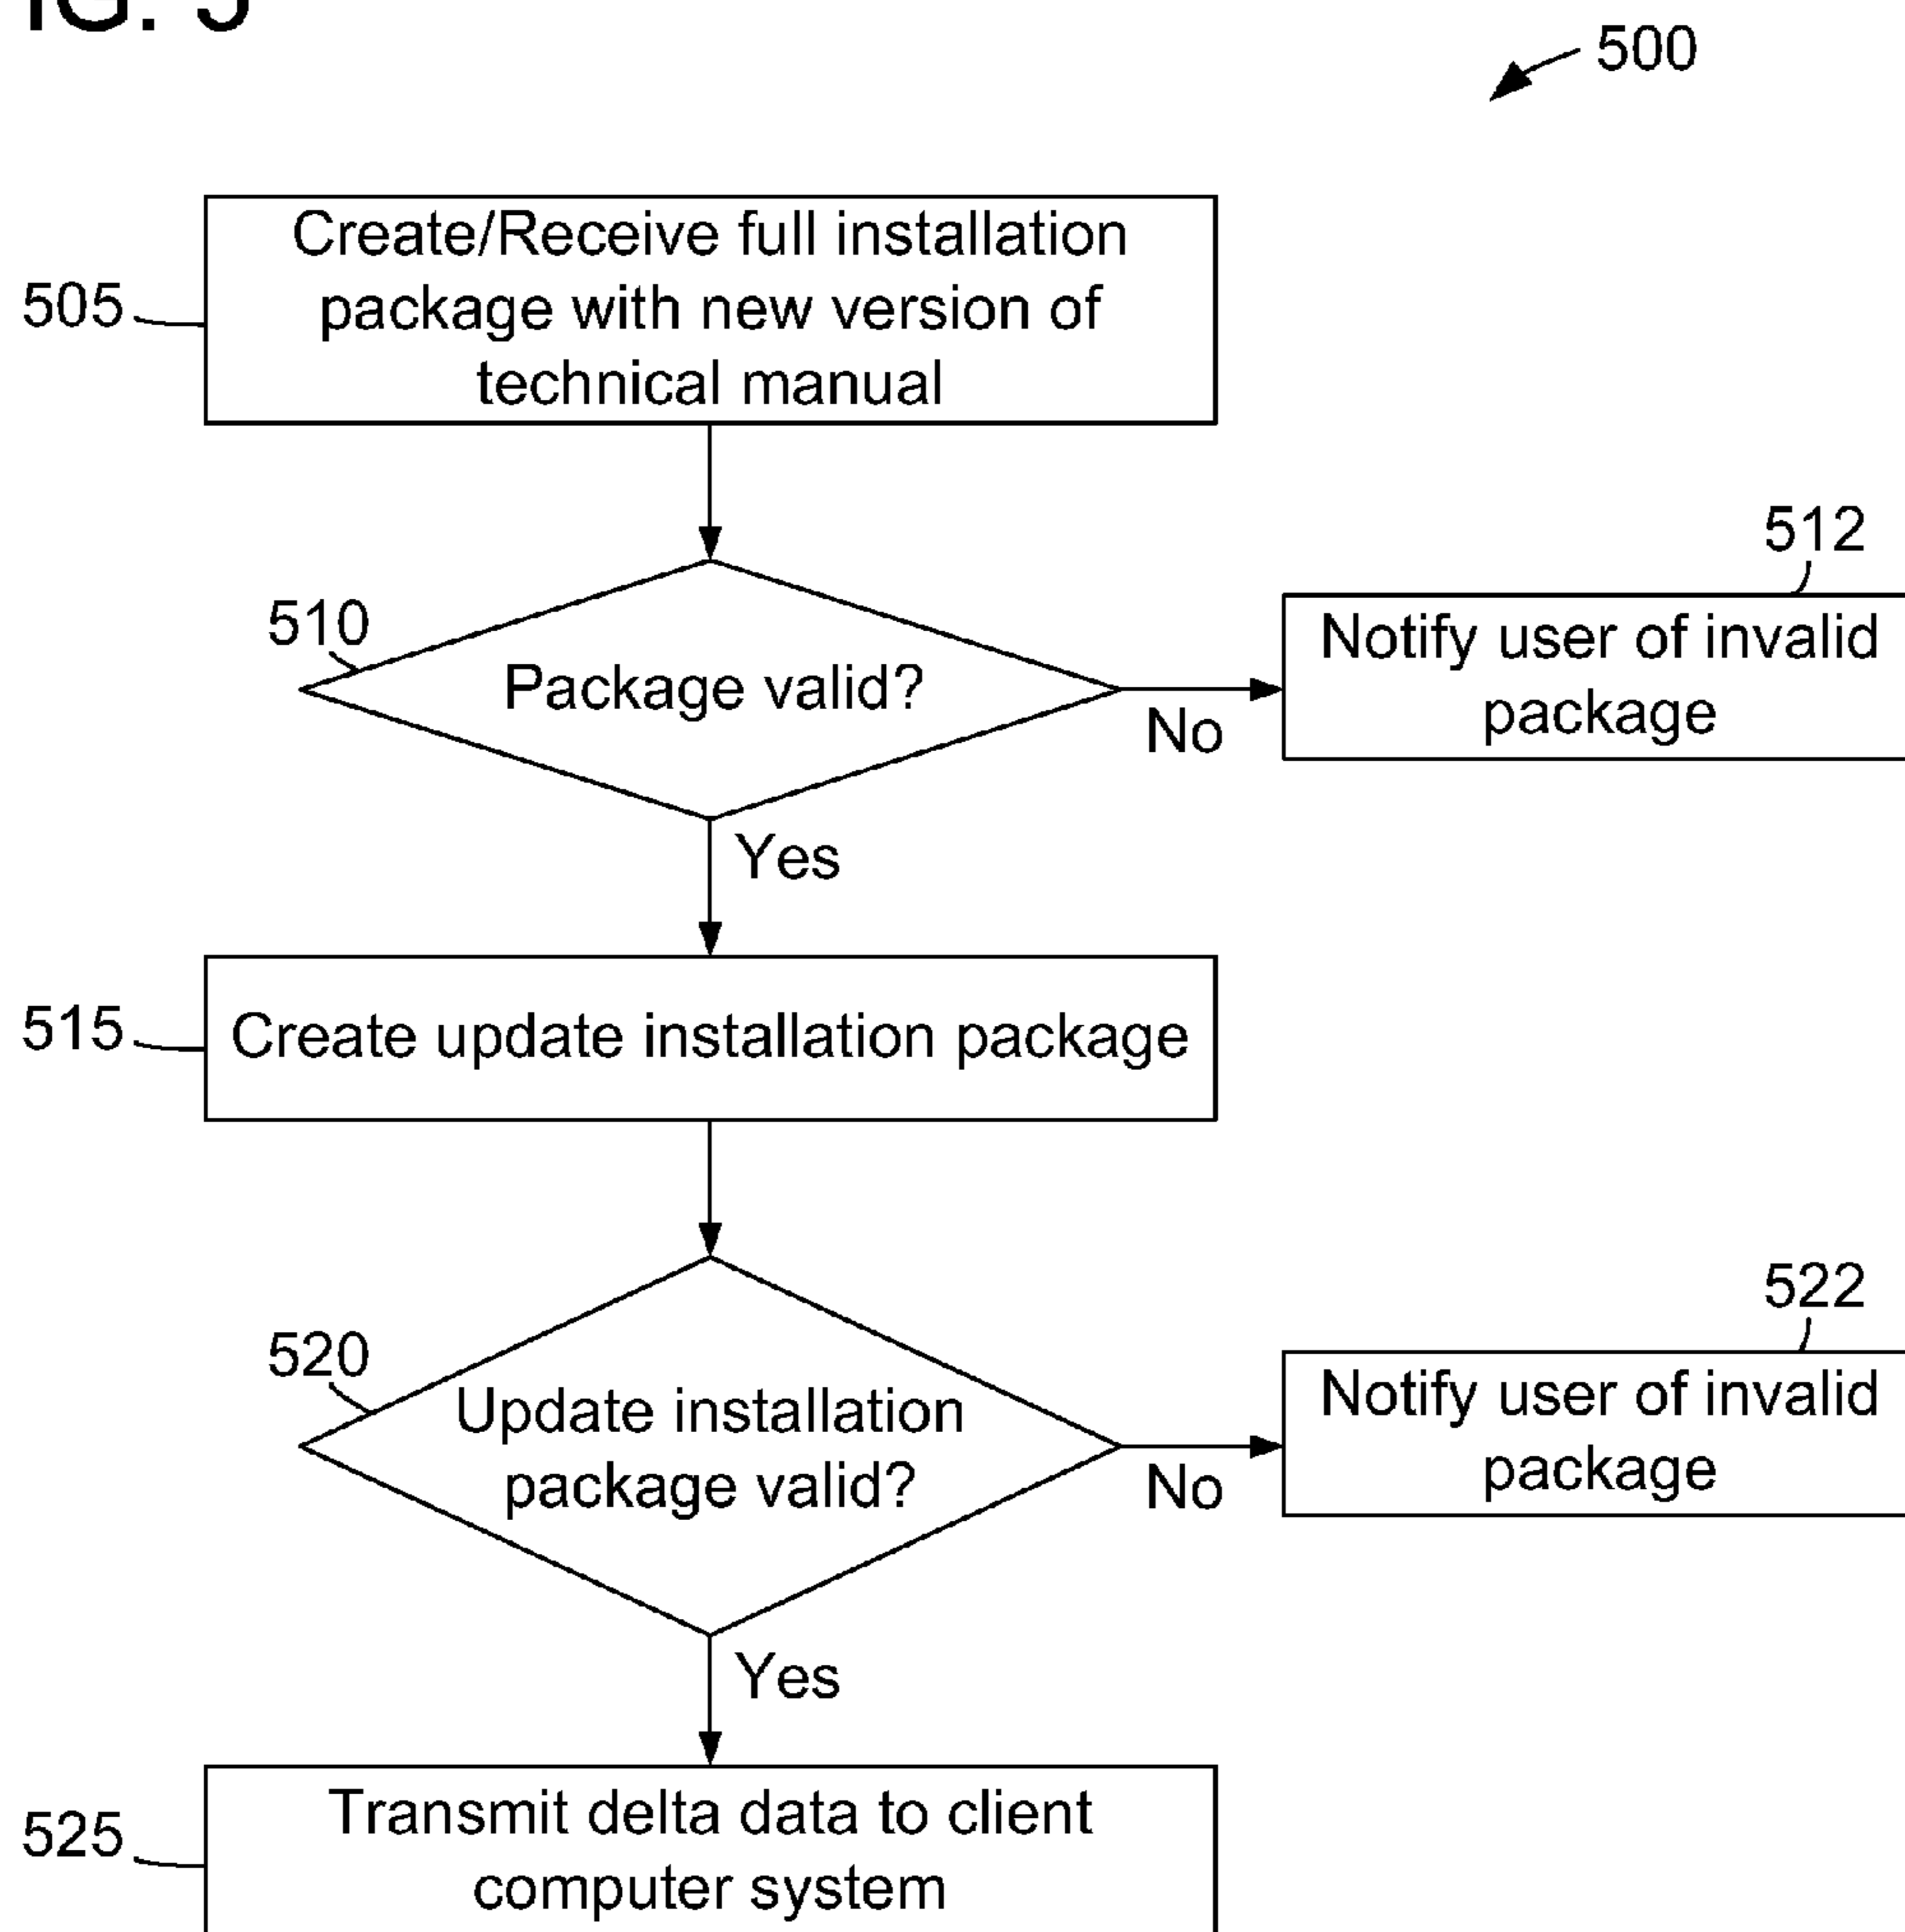 FIG. 5
500
505
Create/Receive full installation
package with new version of
technical manual
510
Package valid?
No
512
Notify user of invalid
package
Yes
515
Create update installation package
520
Update installation
package valid?
No
522
Notify user of invalid
package
Yes
525
Transmit delta data to client
computer system